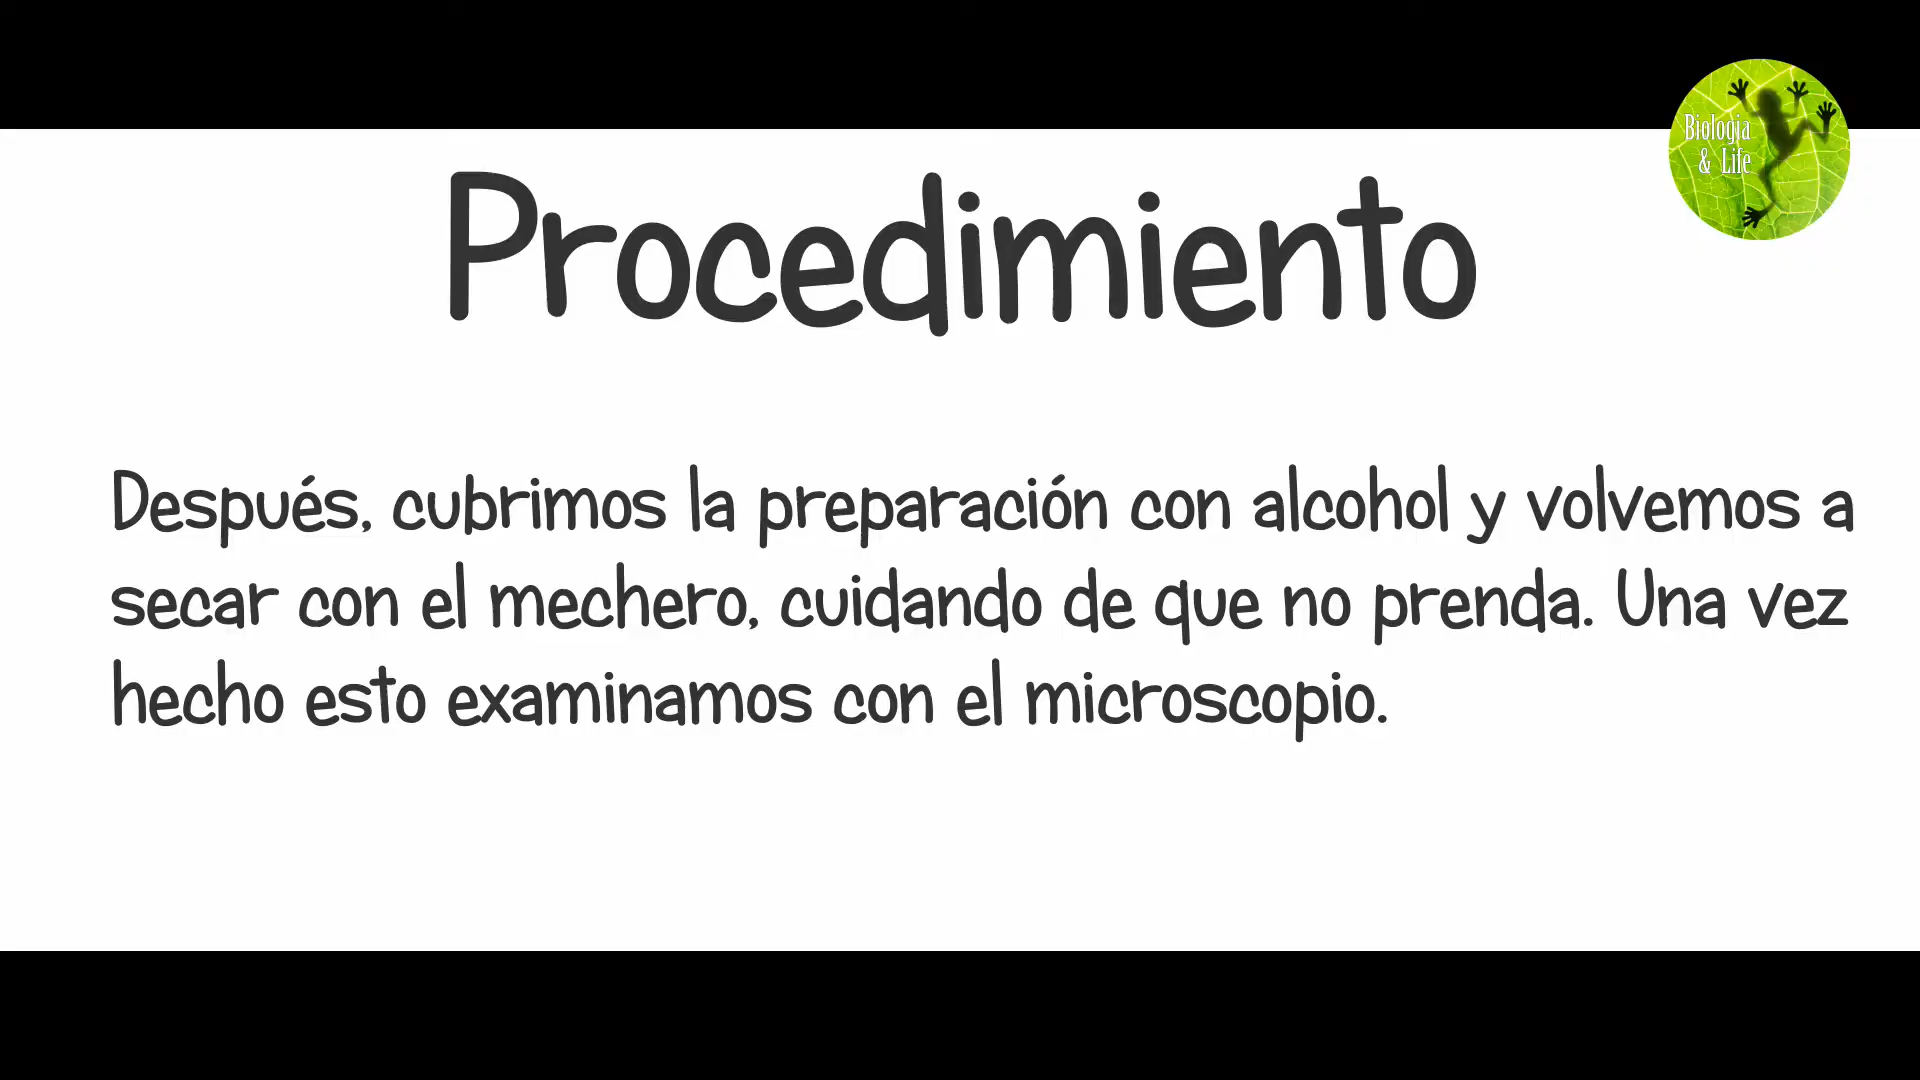 Biologia
& Life
Procedimiento
Después, cubrimos la preparación con alcohol y volvemos a
secar con el mechero, cuidando de que no prenda. Una vez
hecho esto examinamos con el microscopio.